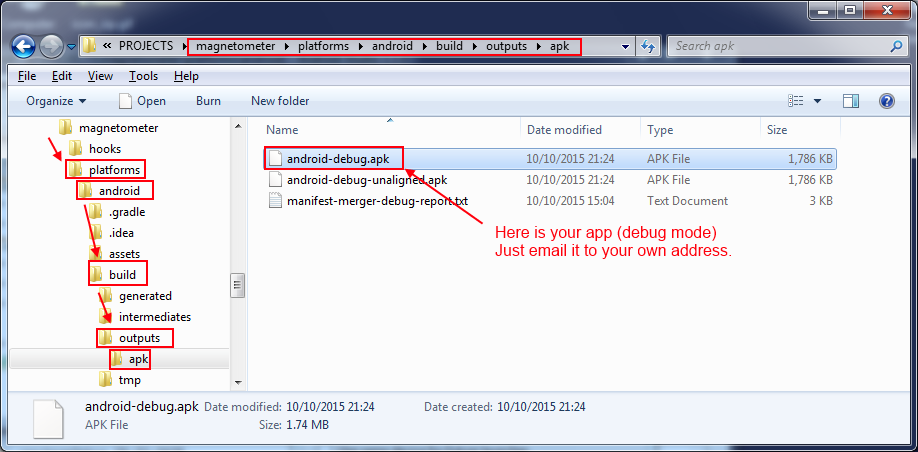 « PROJECTS magnetometer platforms android build outputs apk
Search apk
File Edit View Tools Help
Organize Open Burn New folder
magnetometer
hooks
platforms
android
.gradle
.idea
assets
build
generated
intermediates
outputs
apk
tmp
Name Date modified Type Size
android-debug.apk 10/10/2015 21:24 APK File 1,786 KB
android-debug-unaligned.apk 10/10/2015 21:24 APK File 1,786 KB
manifest-merger-debug-report.txt 10/10/2015 15:04 Text Document 3 KB
Here is your app (debug mode)
Just email it to your own address.
android-debug.apk Date modified: 10/10/2015 21:24 Date created: 10/10/2015 21:24
APK File Size: 1.74 MB